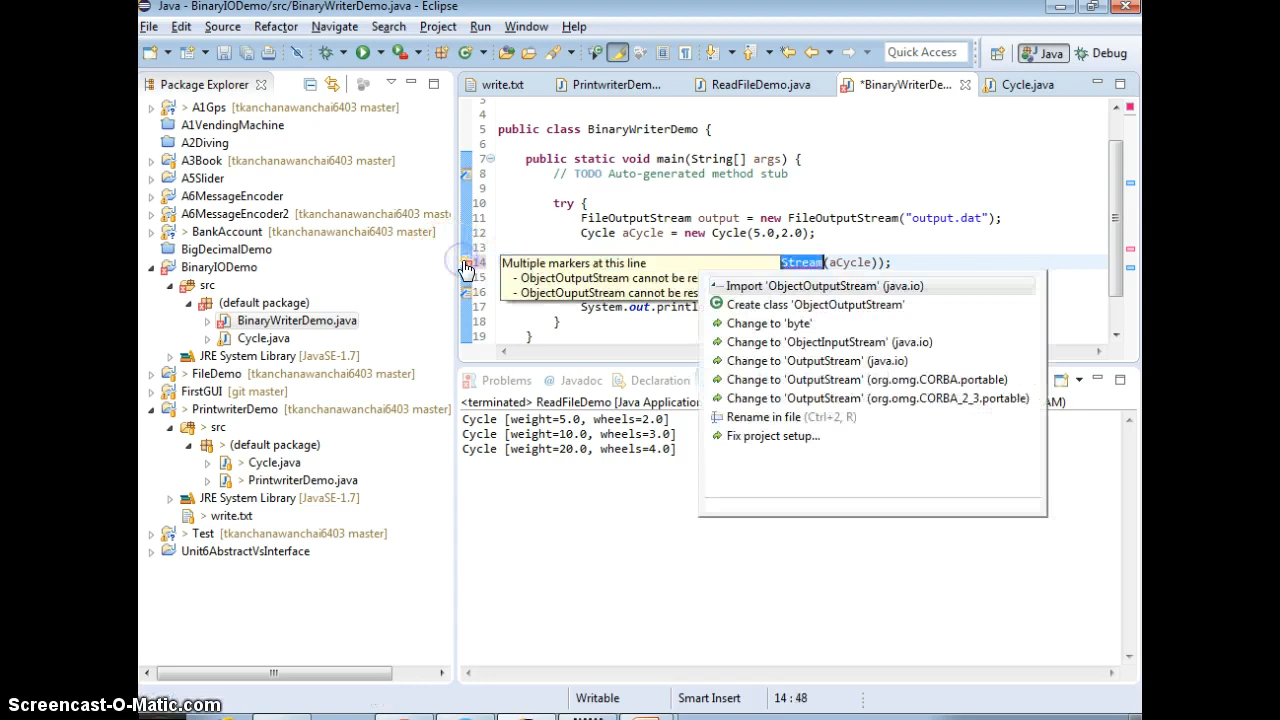 Java - BinaryIODemo/src/BinaryWriterDemo.java - Eclipse
File Edit Source Refactor Navigate Search Project Run Window Help
Quick Access Java Debug
Package Explorer
write.txt PrintwriterDem... ReadFileDemo.java *BinaryWriterDe... Cycle.java
> A1Gps [tkanchanawanchai6403 master]
A1VendingMachine
A2Diving
A3Book [tkanchanawanchai6403 master]
A5Slider
A6MessageEncoder
A6MessageEncoder2 [tkanchanawanchai6403 mast
> BankAccount [tkanchanawanchai6403 master]
BigDecimalDemo
BinaryIODemo
src
(default package)
BinaryWriterDemo.java
Cycle.java
JRE System Library [JavaSE-1.7]
> FileDemo [tkanchanawanchai6403 master]
FirstGUI [git master]
> PrintwriterDemo [tkanchanawanchai6403 master]
> src
> (default package)
> Cycle.java
> PrintwriterDemo.java
JRE System Library [JavaSE-1.7]
> write.txt
> Test [tkanchanawanchai6403 master]
Unit6AbstractVsInterface
3
4
5 public class BinaryWriterDemo {
6
7 public static void main(String[] args) {
8 // TODO Auto-generated method stub
9
10 try {
11 FileOutputStream output = new FileOutputStream("output.dat");
12 Cycle aCycle = new Cycle(5.0,2.0);
13
14 Stream(aCycle));
15
16
17 System.out.println
18 }
19 }
Multiple markers at this line
- ObjectOutputStream cannot be re
- ObjectOuputStream cannot be res
Import 'ObjectOutputStream' (java.io)
Create class 'ObjectOutputStream'
Change to 'byte'
Change to 'ObjectInputStream' (java.io)
Change to 'OutputStream' (java.io)
Change to 'OutputStream' (org.omg.CORBA.portable)
Change to 'OutputStream' (org.omg.CORBA_2_3.portable)
Rename in file (Ctrl+2, R)
Fix project setup...
Problems @ Javadoc Declaration
<terminated> ReadFileDemo [Java Application AM)
Cycle [weight=5.0, wheels=2.0]
Cycle [weight=10.0, wheels=3.0]
Cycle [weight=20.0, wheels=4.0]
Writable Smart Insert 14 : 48
Screencast-O-Matic.com